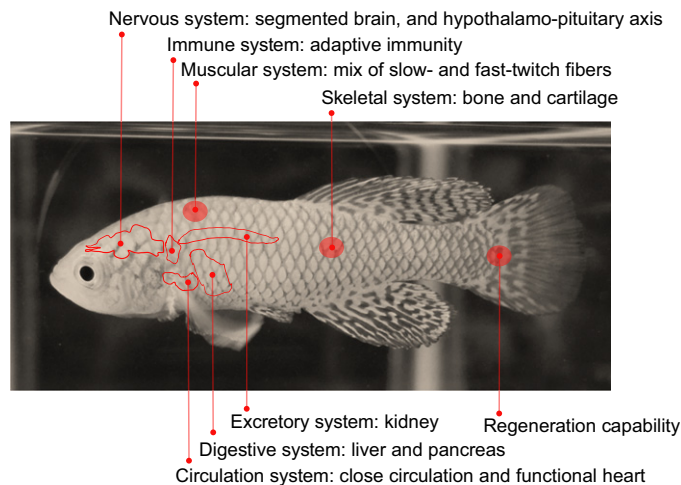 Nervous system: segmented brain, and hypothalamo-pituitary axis
Immune system: adaptive immunity
Muscular system: mix of slow- and fast-twitch fibers
Skeletal system: bone and cartilage
Excretory system: kidney
Regeneration capability
Digestive system: liver and pancreas
Circulation system: close circulation and functional heart